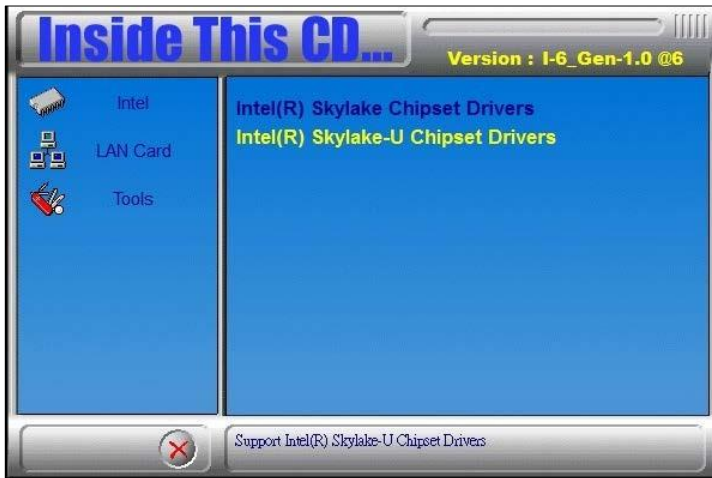 Inside This CD...
Version : I-6_Gen-1.0 @6
Intel
LAN Card
Tools
Intel(R) Skylake Chipset Drivers
Intel(R) Skylake-U Chipset Drivers
Support Intel(R) Skylake-U Chipset Drivers